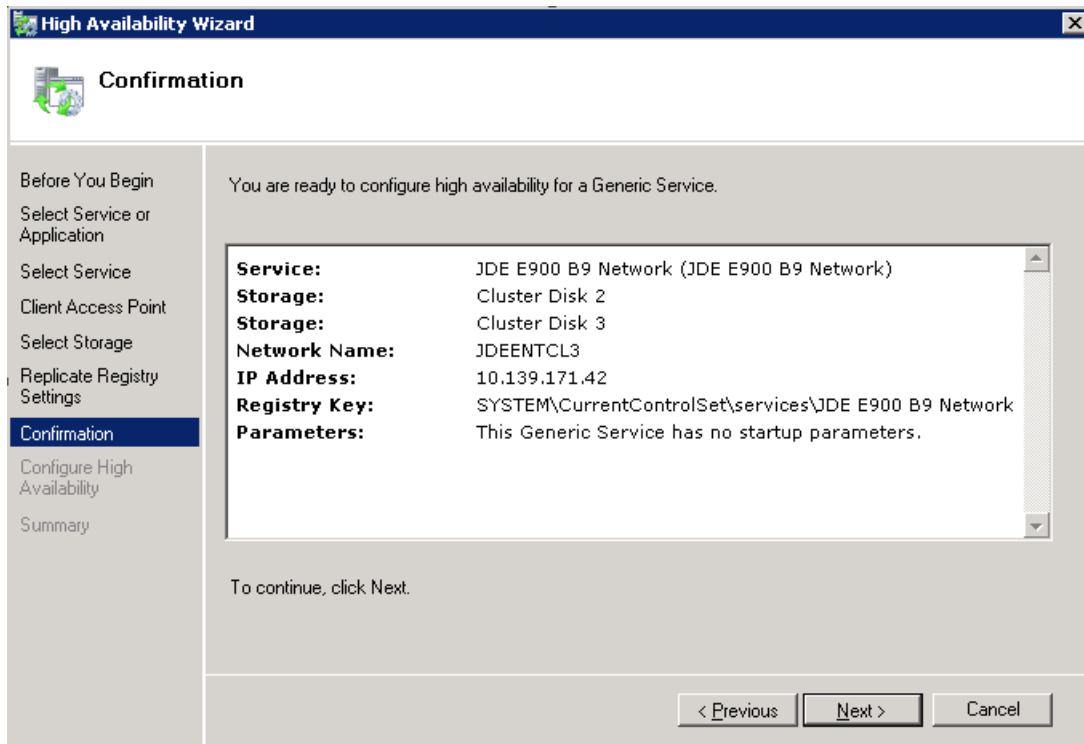 High Availability Wizard
Confirmation
Before You Begin
Select Service or
Application
Select Service
Client Access Point
Select Storage
Replicate Registry
Settings
Confirmation
Configure High
Availability
Summary
You are ready to configure high availability for a Generic Service.
Service: JDE E900 B9 Network (JDE E900 B9 Network)
Storage: Cluster Disk 2
Storage: Cluster Disk 3
Network Name: JDEENTCL3
IP Address: 10.139.171.42
Registry Key: SYSTEM\CurrentControlSet\services\JDE E900 B9 Network
Parameters: This Generic Service has no startup parameters.
To continue, click Next.
< Previous
Next >
Cancel